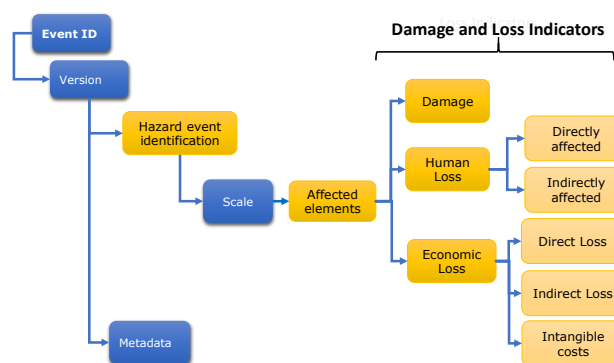 Damage and Loss Indicators
Event ID
Version
Hazard event
identification
Scale
Affected
elements
Damage
Human
Loss
Directly
affected
Indirectly
affected
Economic
Loss
Direct Loss
Indirect Loss
Intangible
costs
Metadata